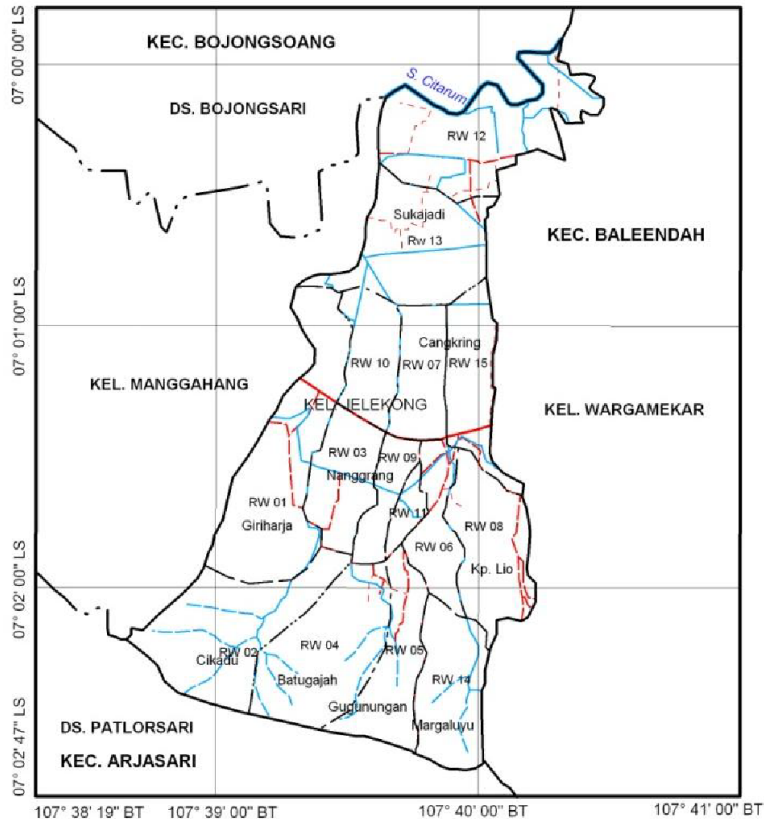 KEC. BOJONGSOANG
07° 00' 00" LS
S. Citarum
DS. BOJONGSARI
RW 12
Sukajadi
Rw 13
KEC. BALEENDAH
07° 01' 00" LS
Cangkring
RW 10
RW 07
RW 15
KEL. MANGGAHANG
KEL. JELEKONG
KEL. WARGAMEKAR
RW 03
RW 09
Nanggrang
RW 01
Giriharja
RW 11
RW 08
RW 06
Kp. Lio
07° 02' 00" LS
RW 02
Cikadu
RW 04
RW 05
Batugajah
RW 14
Gugunungan
Margaluyu
DS. PATLORSARI
KEC. ARJASARI
07° 02' 47" LS
107° 38' 19" BT
107° 39' 00" BT
107° 40' 00" BT
107° 41' 00" BT